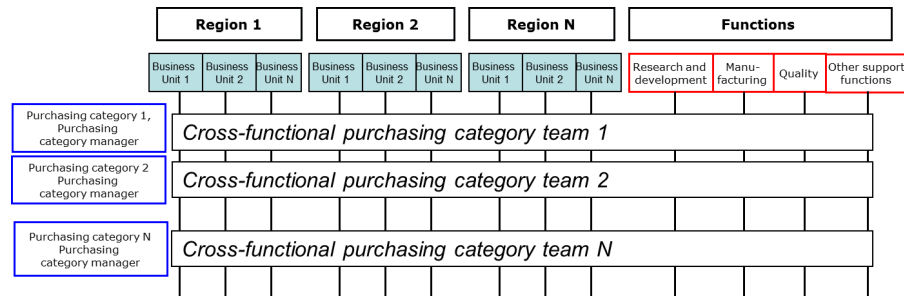 Region 1
Region 2
Region N
Functions
Business
Unit 1
Business
Unit 2
Business
Unit N
Business
Unit 1
Business
Unit 2
Business
Unit N
Business
Unit 1
Business
Unit 2
Business
Unit N
Research and
development
Manu-
facturing
Quality
Other support
functions
Purchasing category 1,
Purchasing
category manager
Cross-functional purchasing category team 1
Purchasing category 2
Purchasing
category manager
Cross-functional purchasing category team 2
Purchasing category N
Purchasing
category manager
Cross-functional purchasing category team N